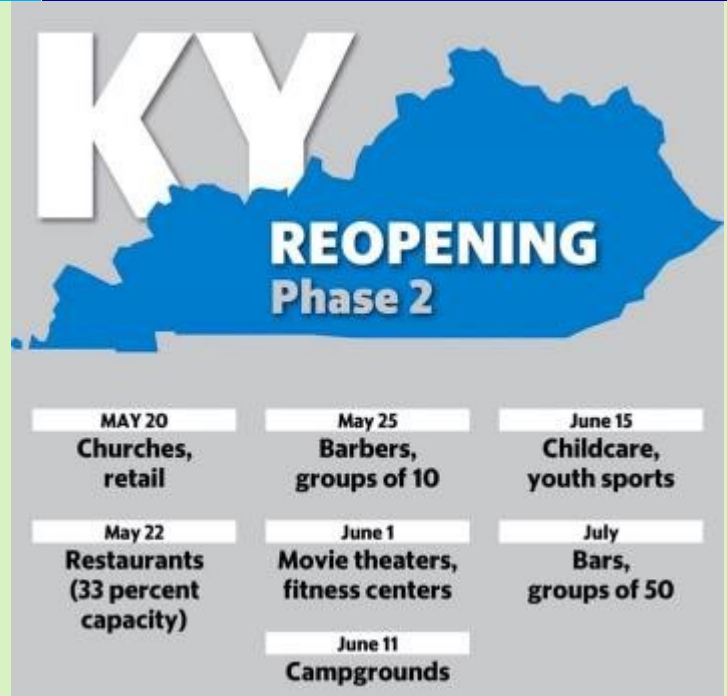 KY
REOPENING
Phase 2
MAY 20
Churches,
retail
May 22
Restaurants
(33 percent
capacity)
May 25
Barbers,
groups of 10
June 1
Movie theaters,
fitness centers
June 11
Campgrounds
June 15
Childcare,
youth sports
July
Bars,
groups of 50